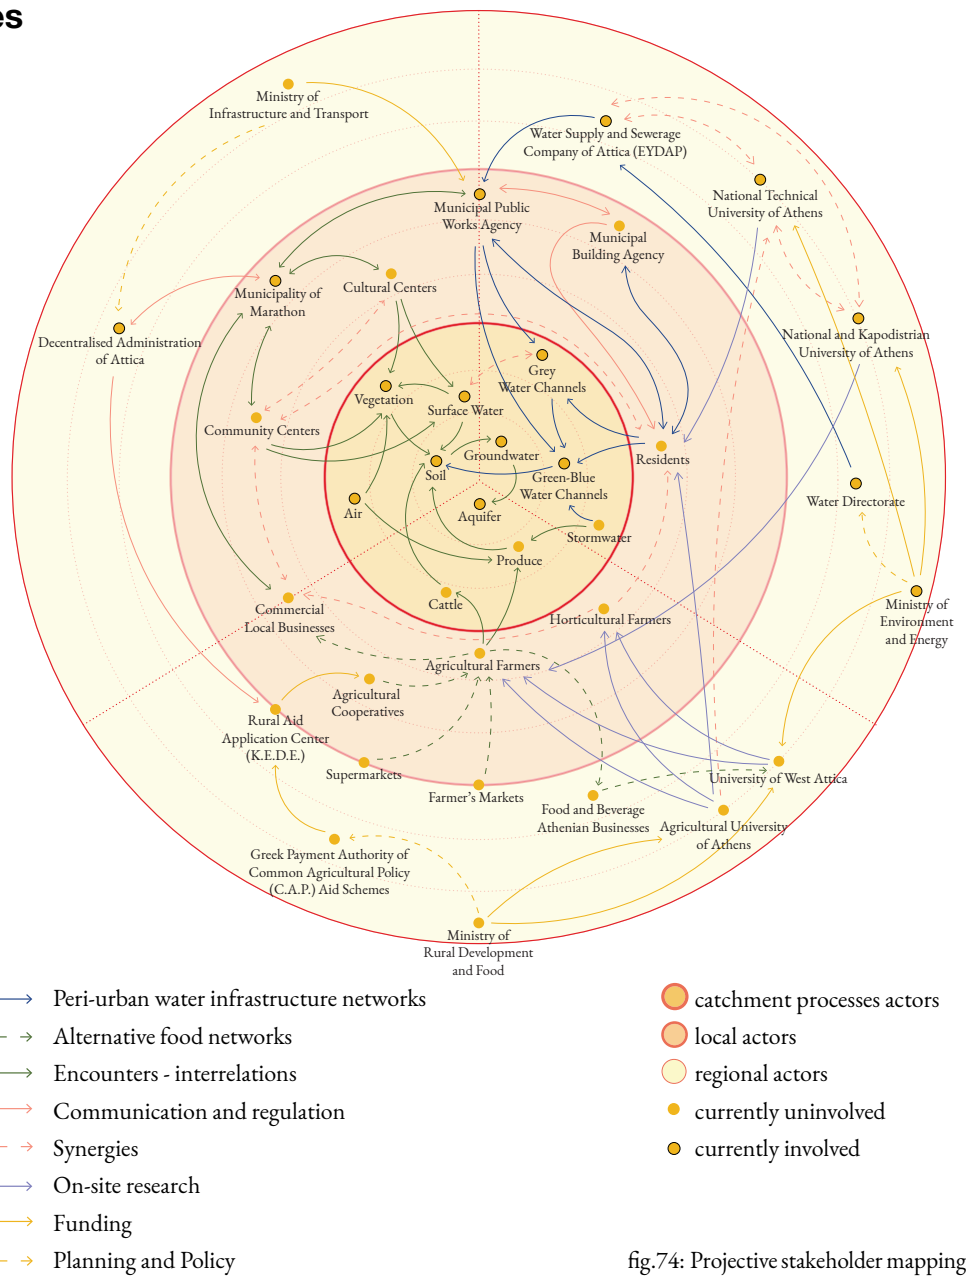 es
Ministry of
Infrastructure and Transport
Water Supply and Sewerage
Company of Attica (EYDAP)
National Technical
University of Athens
Municipal Public
Works Agency
Municipal
Building Agency
Cultural Centers
Municipality of
Marathon
Decentralised Administration
of Attica
National and Kapodistrian
University of Athens
Grey
Water Channels
Vegetation
Surface Water
Community Centers
Groundwater
Residents
Soil
Green-Blue
Water Channels
Water Directorate
Air
Aquifer
Stormwater
Produce
Cattle
Commercial
Local Businesses
Horticultural Farmers
Ministry of
Environment
and Energy
Agricultural Farmers
Agricultural
Cooperatives
Rural Aid
Application Center
(K.E.D.E.)
Supermarkets
Farmer's Markets
University of West Attica
Food and Beverage
Athenian Businesses
Agricultural University
of Athens
Greek Payment Authority of
Common Agricultural Policy
(C.A.P.) Aid Schemes
Ministry of
Rural Development
and Food
Peri-urban water infrastructure networks
Alternative food networks
Encounters - interrelations
Communication and regulation
Synergies
On-site research
Funding
Planning and Policy
catchment processes actors
local actors
regional actors
currently uninvolved
currently involved
fig.74: Projective stakeholder mapping